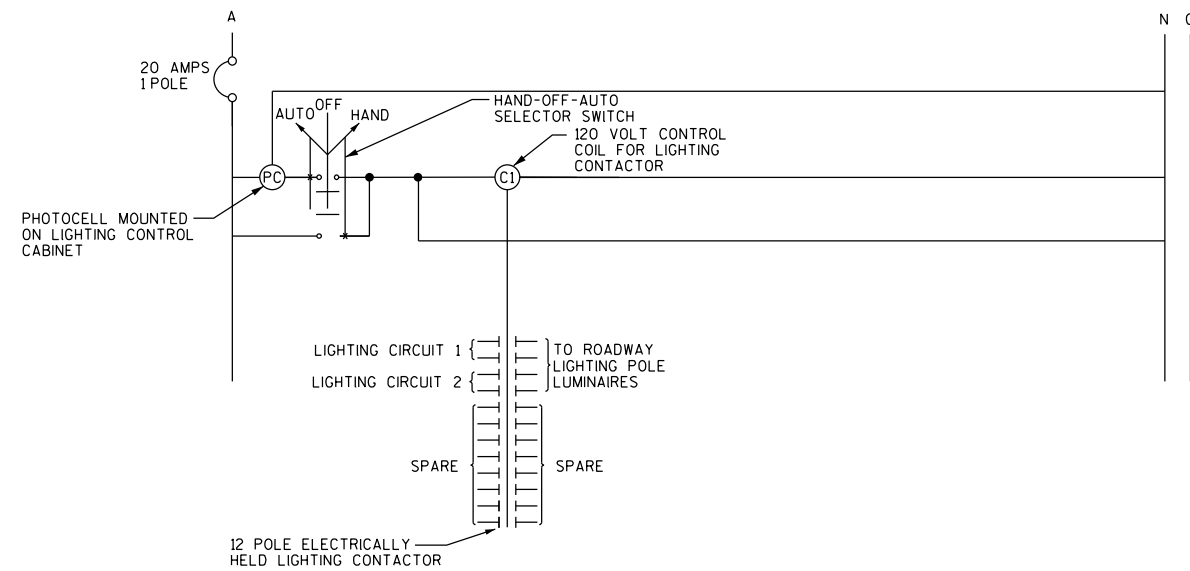 A
N
20 AMPS
1 POLE
AUTO
OFF
HAND
HAND-OFF-AUTO
SELECTOR SWITCH
120 VOLT CONTROL
COIL FOR LIGHTING
CONTACTOR
PC
C1
PHOTOCELL MOUNTED
ON LIGHTING CONTROL
CABINET
LIGHTING CIRCUIT 1
LIGHTING CIRCUIT 2
TO ROADWAY
LIGHTING POLE
LUMINAIRES
SPARE
SPARE
12 POLE ELECTRICALLY
HELD LIGHTING CONTACTOR